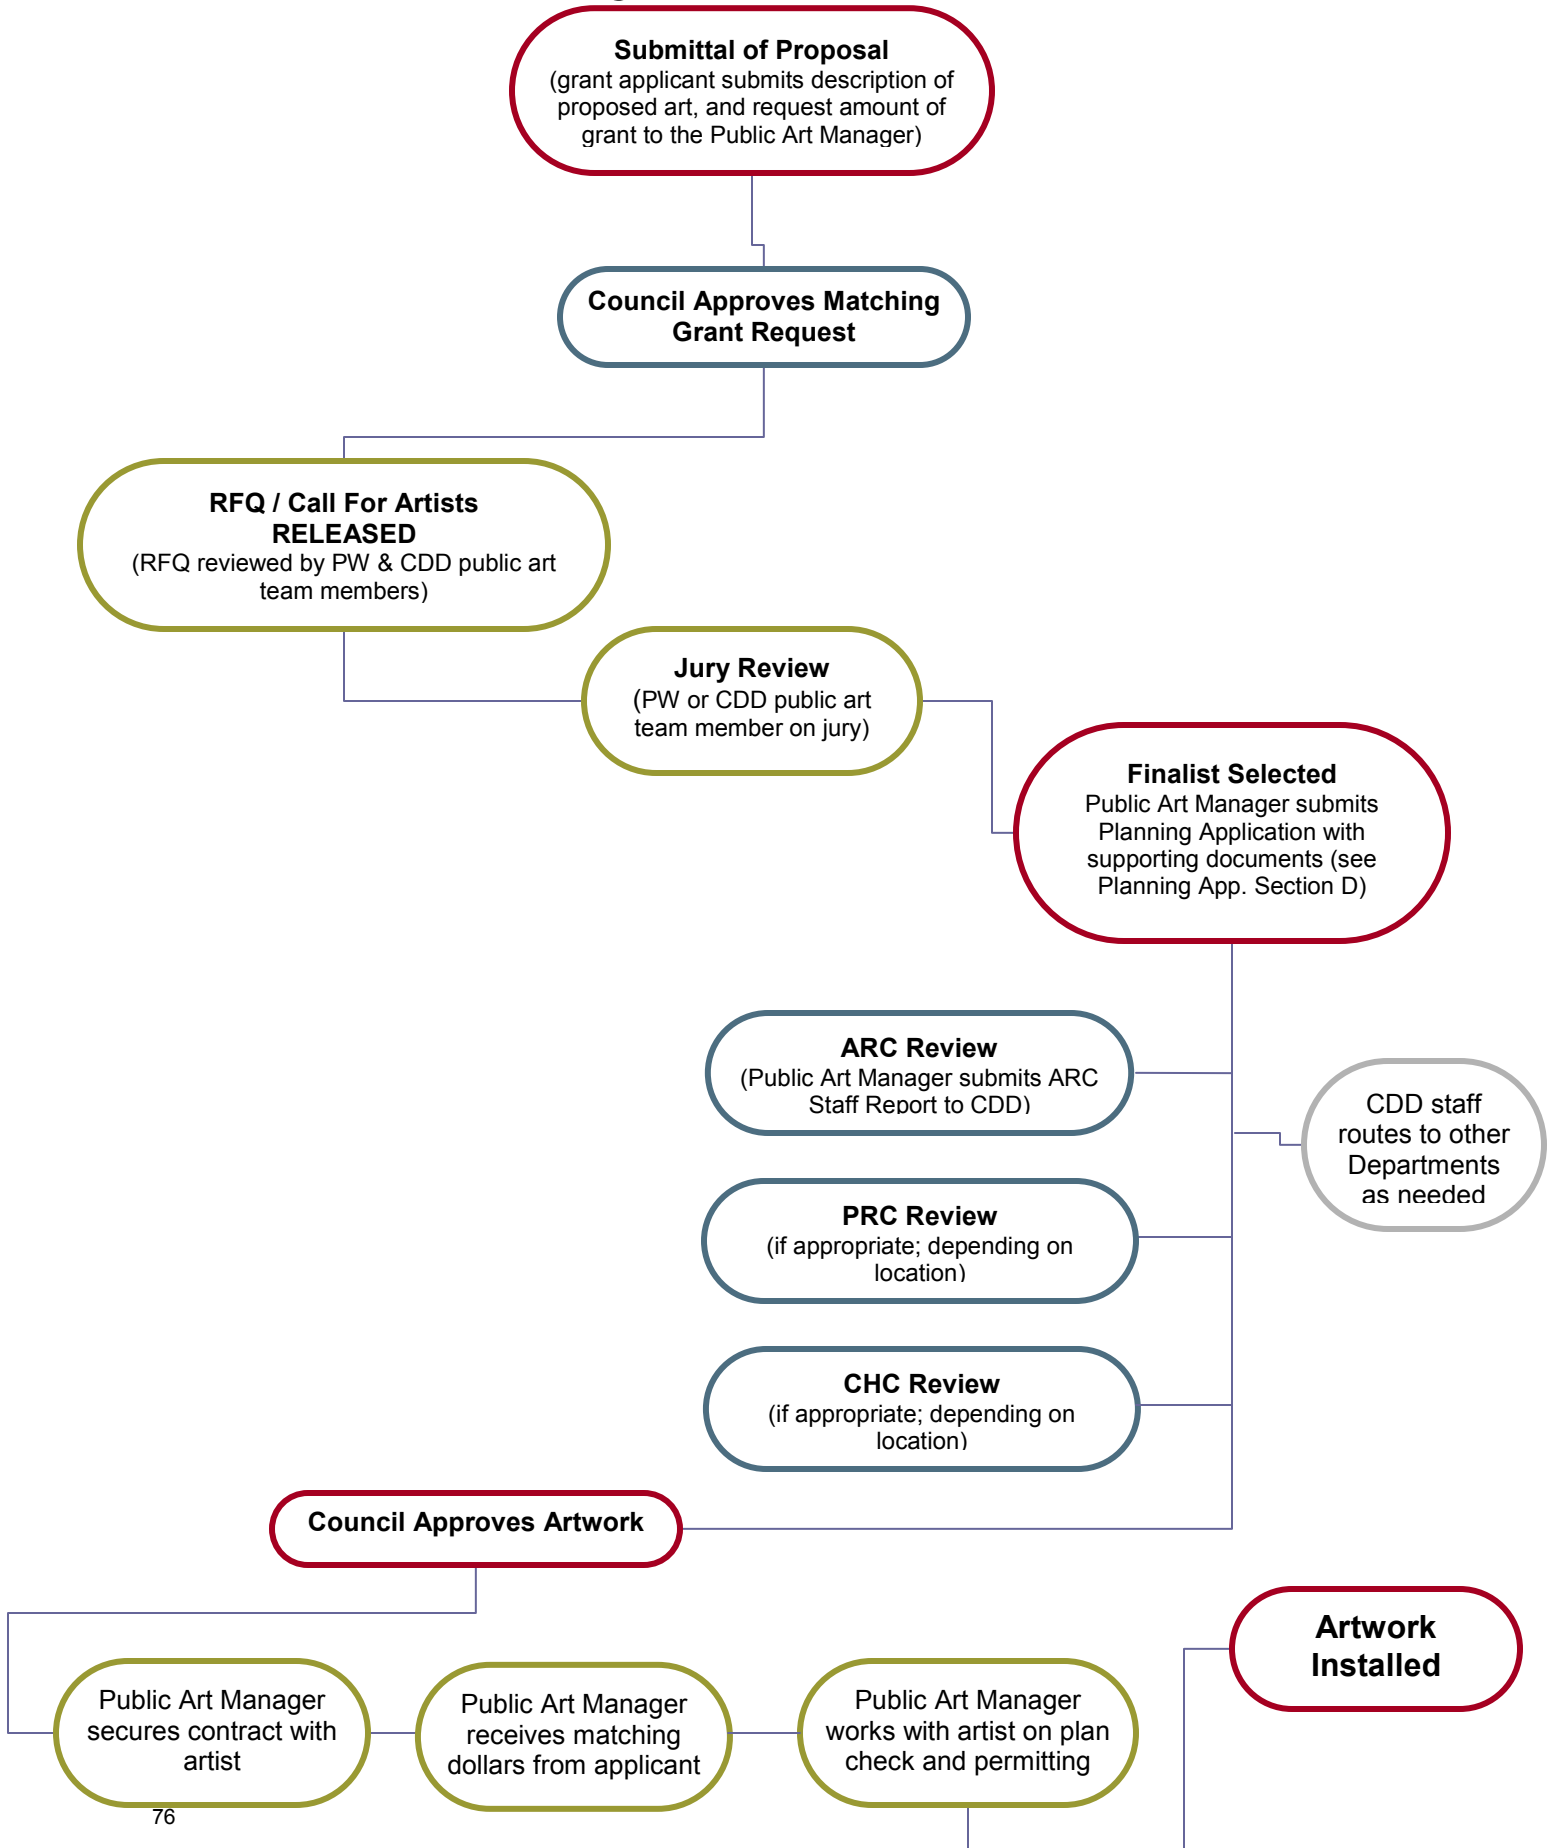 Submittal of Proposal
(grant applicant submits description of
proposed art, and request amount of
grant to the Public Art Manager)
Council Approves Matching
Grant Request
RFQ / Call For Artists
RELEASED
(RFQ reviewed by PW & CDD public art
team members)
Jury Review
(PW or CDD public art
team member on jury)
Finalist Selected
Public Art Manager submits
Planning Application with
supporting documents (see
Planning App. Section D)
ARC Review
(Public Art Manager submits ARC
Staff Report to CDD)
CDD staff
routes to other
Departments
as needed
PRC Review
(if appropriate; depending on
location)
CHC Review
(if appropriate; depending on
location)
Council Approves Artwork
Artwork
Installed
Public Art Manager
secures contract with
artist
Public Art Manager
receives matching
dollars from applicant
Public Art Manager
works with artist on plan
check and permitting
76